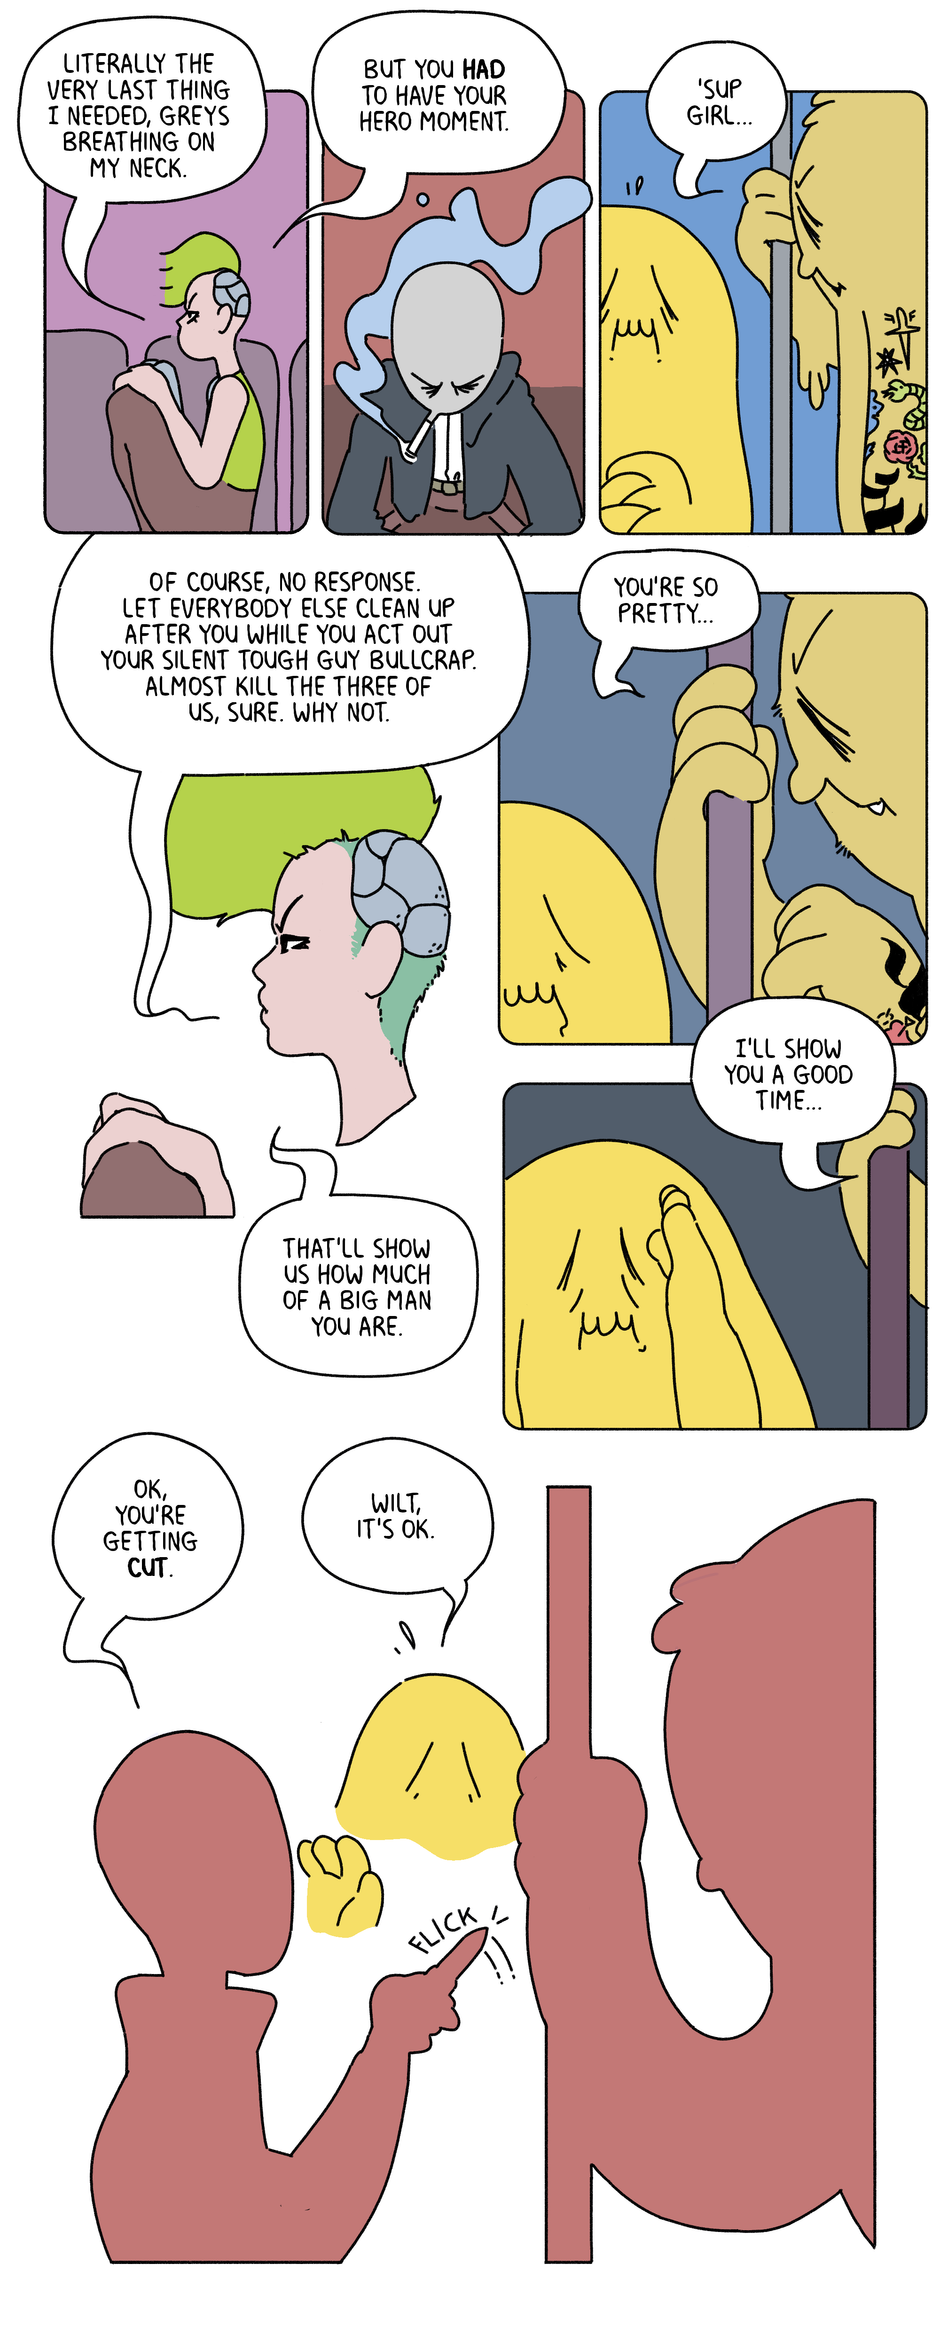 LITERALLY THE
VERY LAST THING
I NEEDED, GREYS
BREATHING ON
MY NECK.
BUT YOU HAD
TO HAVE YOUR
HERO MOMENT.
'SUP
GIRL...
OF COURSE, NO RESPONSE.
LET EVERYBODY ELSE CLEAN UP
AFTER YOU WHILE YOU ACT OUT
YOUR SILENT TOUGH GUY BULLCRAP.
ALMOST KILL THE THREE OF
US, SURE. WHY NOT.
YOU'RE SO
PRETTY...
I'LL SHOW
YOU A GOOD
TIME...
THAT'LL SHOW
US HOW MUCH
OF A BIG MAN
YOU ARE.
OK,
YOU'RE
GETTING
CUT.
WILT,
IT'S OK.
FLICK